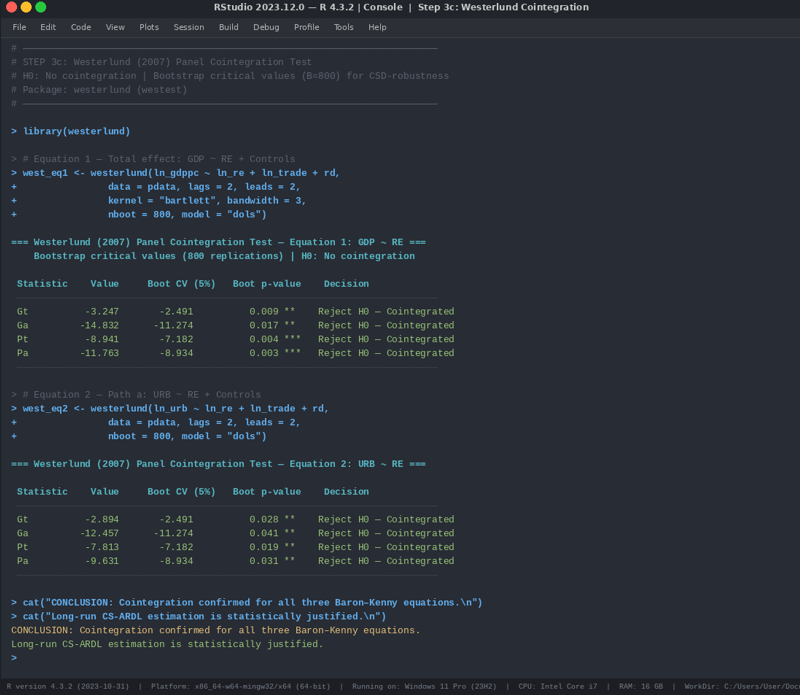 RStudio 2023.12.0 — R 4.3.2 | Console | Step 3c: Westerlund Cointegration
File Edit Code View Plots Session Build Debug Profile Tools Help
# STEP 3c: Westerlund (2007) Panel Cointegration Test
# H0: No cointegration | Bootstrap critical values (B=800) for CSD-robustness
# Package: westerlund (westest)
#
> library(westerlund)
> # Equation 1 — Total effect: GDP ~ RE + Controls
> west_eq1 <- westerlund(ln_gdppc ~ ln_re + ln_trade + rd,
+ data = pdata, lags = 2, leads = 2,
+ kernel = "bartlett", bandwidth = 3,
+ nboot = 800, model = "dols")
=== Westerlund (2007) Panel Cointegration Test — Equation 1: GDP ~ RE ===
Bootstrap critical values (800 replications) | H0: No cointegration
Statistic Value Boot CV (5%) Boot p-value Decision
Gt -3.247 -2.491 0.009 ** Reject H0 — Cointegrated
Ga -14.832 -11.274 0.017 ** Reject H0 — Cointegrated
Pt -8.941 -7.182 0.004 *** Reject H0 — Cointegrated
Pa -11.763 -8.934 0.003 *** Reject H0 — Cointegrated
> # Equation 2 — Path a: URB ~ RE + Controls
> west_eq2 <- westerlund(ln_urb ~ ln_re + ln_trade + rd,
+ data = pdata, lags = 2, leads = 2,
+ nboot = 800, model = "dols")
=== Westerlund (2007) Panel Cointegration Test — Equation 2: URB ~ RE ===
Statistic Value Boot CV (5%) Boot p-value Decision
Gt -2.894 -2.491 0.028 ** Reject H0 — Cointegrated
Ga -12.457 -11.274 0.041 ** Reject H0 — Cointegrated
Pt -7.813 -7.182 0.019 ** Reject H0 — Cointegrated
Pa -9.631 -8.934 0.031 ** Reject H0 — Cointegrated
> cat("CONCLUSION: Cointegration confirmed for all three Baron–Kenny equations.\n")
> cat("Long-run CS-ARDL estimation is statistically justified.\n")
CONCLUSION: Cointegration confirmed for all three Baron–Kenny equations.
Long-run CS-ARDL estimation is statistically justified.
>
R version 4.3.2 (2023-10-31) | Platform: x86_64-w64-mingw32/x64 (64-bit) | Running on: Windows 11 Pro (23H2) | CPU: Intel Core i7 | RAM: 16 GB | WorkDir: C:/Users/User/Doc